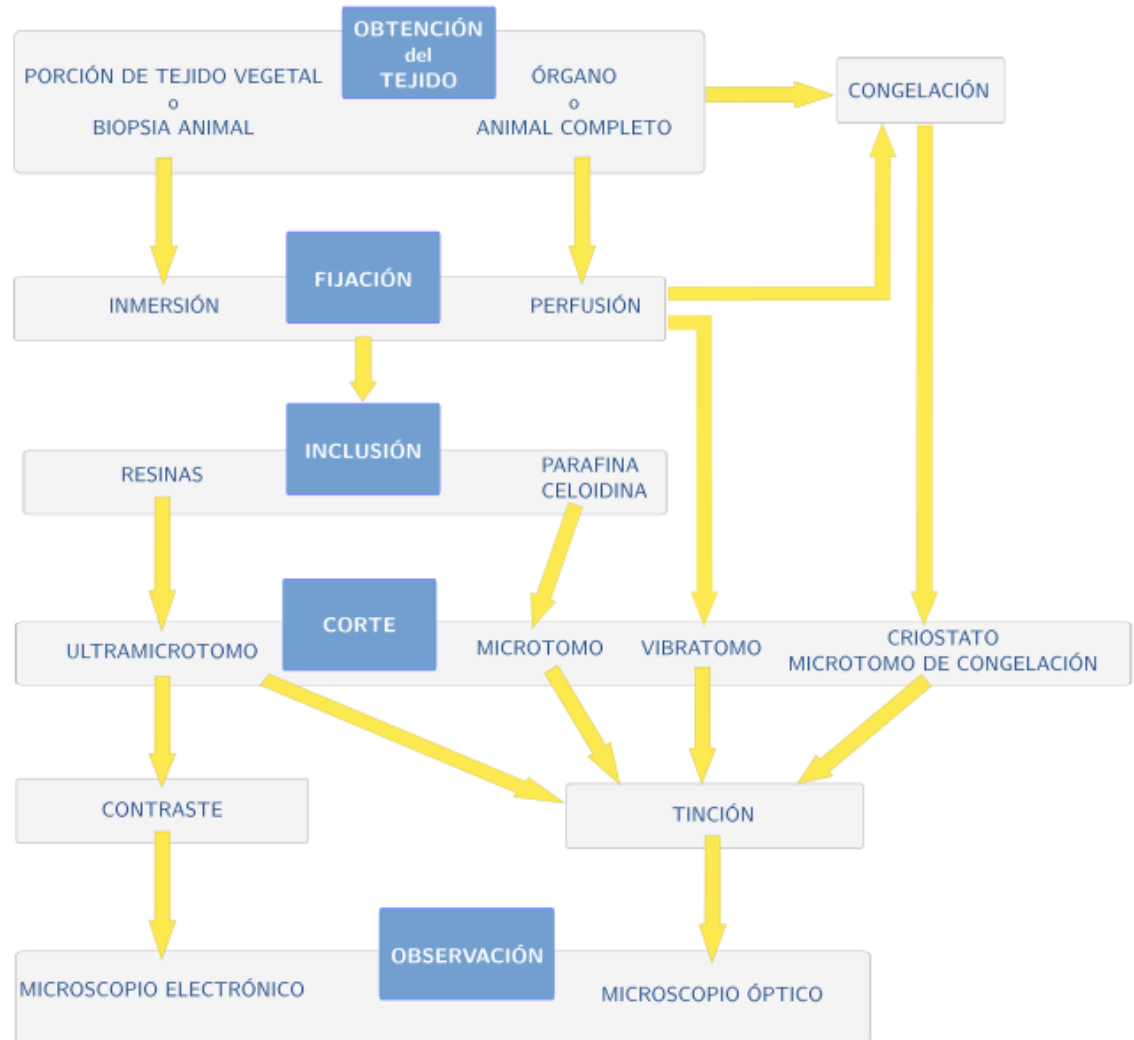 OBTENCIÓN
del
TEJIDO
PORCIÓN DE TEJIDO VEGETAL
o
BIOPSIA ANIMAL
ÓRGANO
o
ANIMAL COMPLETO
CONGELACIÓN
FIJACIÓN
INMERSIÓN
PERFUSIÓN
INCLUSIÓN
RESINAS
PARAFINA
CELOIDINA
CORTE
ULTRAMICROTOMO
MICROTOMO
VIBRATOMO
CRIOSTATO
MICROTOMO DE CONGELACIÓN
CONTRASTE
TINCIÓN
OBSERVACIÓN
MICROSCOPIO ELECTRÓNICO
MICROSCOPIO ÓPTICO